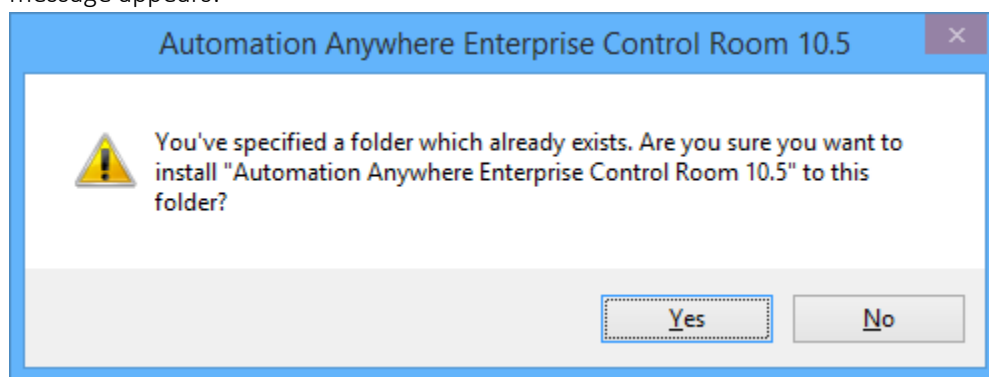 message appears:
Automation Anywhere Enterprise Control Room 10.5
You've specified a folder which already exists. Are you sure you want to
install "Automation Anywhere Enterprise Control Room 10.5" to this
folder?
Yes No